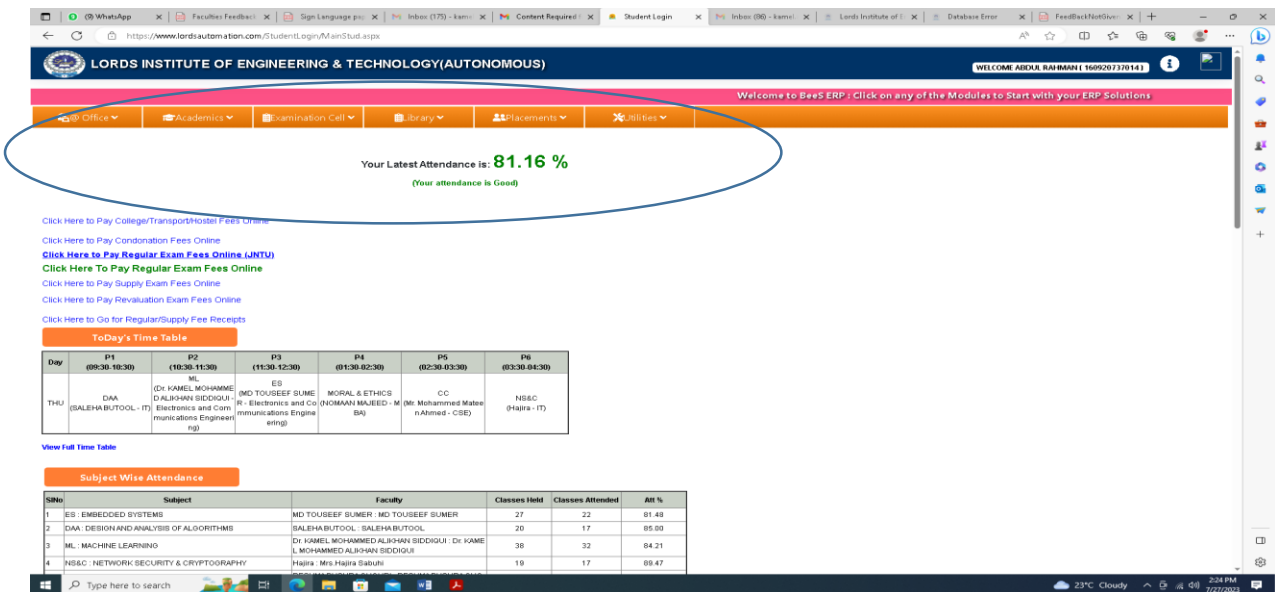 (9) WhatsApp
Faculties Feedback
Sign Language
Inbox (175) - kame
Content Required
Student Login
Inbox (86) - kamel
Lords Institute of E
Database Error
FeedBackNotGiven
https://www.lordsautomation.com/StudentLogin/MainStud.aspx
LORDS INSTITUTE OF ENGINEERING & TECHNOLOGY(AUTONOMOUS)
WELCOME ABDUL RAHMAN ( 160920737014 )
Welcome to BeeS ERP : Click on any of the Modules to Start with your ERP Solutions
@ Office
Academics
Examination Cell
Library
Placements
Utilities
Your Latest Attendance is: 81.16 %
(Your attendance is Good)
Click Here to Pay College/Transport/Hostel Fees Online
Click Here to Pay Condonation Fees Online
Click Here to Pay Regular Exam Fees Online (JNTU)
Click Here To Pay Regular Exam Fees Online
Click Here to Pay Supply Exam Fees Online
Click Here to Pay Revaluation Exam Fees Online
Click Here to Go for Regular/Supply Fee Receipts
ToDay's Time Table
Day P1 (09:30-10:30) P2 (10:30-11:30) P3 (11:30-12:30) P4 (01:30-02:30) P5 (02:30-03:30) P6 (03:30-04:30)
THU DAA (SALEHA BUTOOL - IT) ML (Dr. KAMEL MOHAMMED ALIKHAN SIDDIQUI - Electronics and Communications Engineering) ES (MD TOUSEEF SUMER - Electronics and Communications Engineering) MORAL & ETHICS (NOMAAN MAJEED - MBA) CC (Mr. Mohammed Mateen Ahmed - CSE) NS&C (Hajira - IT)
View Full Time Table
Subject Wise Attendance
SlNo Subject Faculty Classes Held Classes Attended Att %
1 ES : EMBEDDED SYSTEMS MD TOUSEEF SUMER : MD TOUSEEF SUMER 27 22 81.48
2 DAA : DESIGN AND ANALYSIS OF ALGORITHMS SALEHA BUTOOL : SALEHA BUTOOL 20 17 85.00
3 ML : MACHINE LEARNING Dr. KAMEL MOHAMMED ALIKHAN SIDDIQUI : Dr. KAMEL MOHAMMED ALIKHAN SIDDIQUI 38 32 84.21
4 NS&C : NETWORK SECURITY & CRYPTOGRAPHY Hajira : Mrs.Hajira Sabuhi 19 17 89.47
Type here to search
23°C Cloudy
2:24 PM
7/27/2023